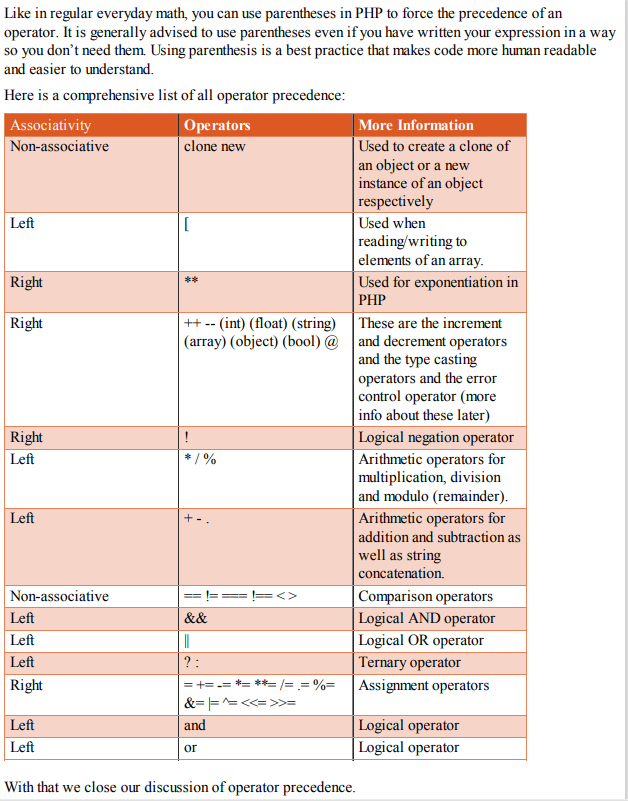 Like in regular everyday math, you can use parentheses in PHP to force the precedence of an
operator. It is generally advised to use parentheses even if you have written your expression in a way
so you don’t need them. Using parenthesis is a best practice that makes code more human readable
and easier to understand.
Here is a comprehensive list of all operator precedence:
Associativity Operators More Information
Non-associative clone new Used to create a clone of
an object or a new
instance of an object
respectively
Left [ Used when
reading/writing to
elements of an array.
Right ** Used for exponentiation in
PHP
Right ++ -- (int) (float) (string) These are the increment
(array) (object) (bool) @ and decrement operators
and the type casting
operators and the error
control operator (more
info about these later)
Right ! Logical negation operator
Left * / % Arithmetic operators for
multiplication, division
and modulo (remainder).
Left + - . Arithmetic operators for
addition and subtraction as
well as string
concatenation.
Non-associative == != === !== < > Comparison operators
Left && Logical AND operator
Left || Logical OR operator
Left ? : Ternary operator
Right = += -= *= **= /= .= %= Assignment operators
&= |= ^= <<= >>=
Left and Logical operator
Left or Logical operator
With that we close our discussion of operator precedence.